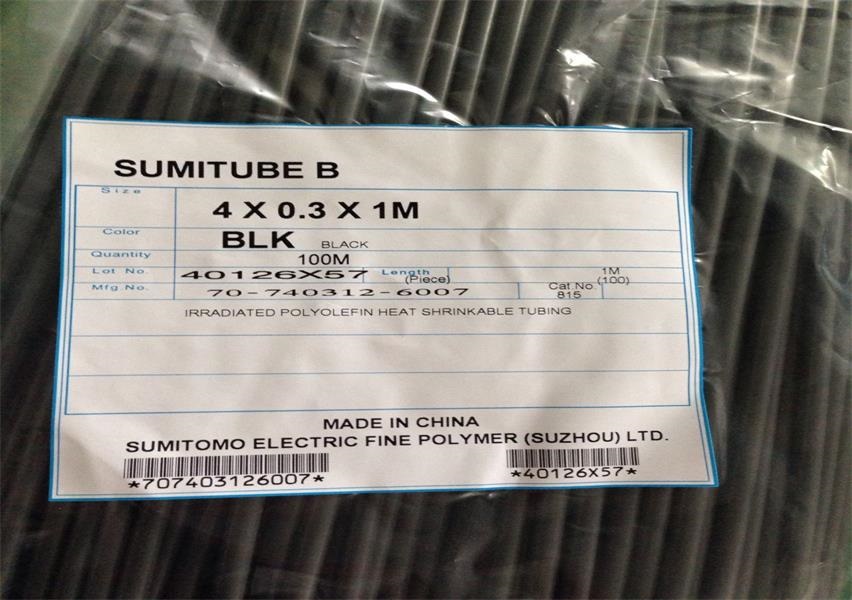 SUMITUBE B
Size
4 X 0.3 X 1M
Color
BLK BLACK
Quantity
100M
Lot No. 40126X57 Length (Piece) 1M (100)
Mfg.No. 70-740312-6007 Cat.No 815
IRRADIATED POLYOLEFIN HEAT SHRINKABLE TUBING
MADE IN CHINA
SUMITOMO ELECTRIC FINE POLYMER (SUZHOU) LTD.
*707403126007* *40126X57*